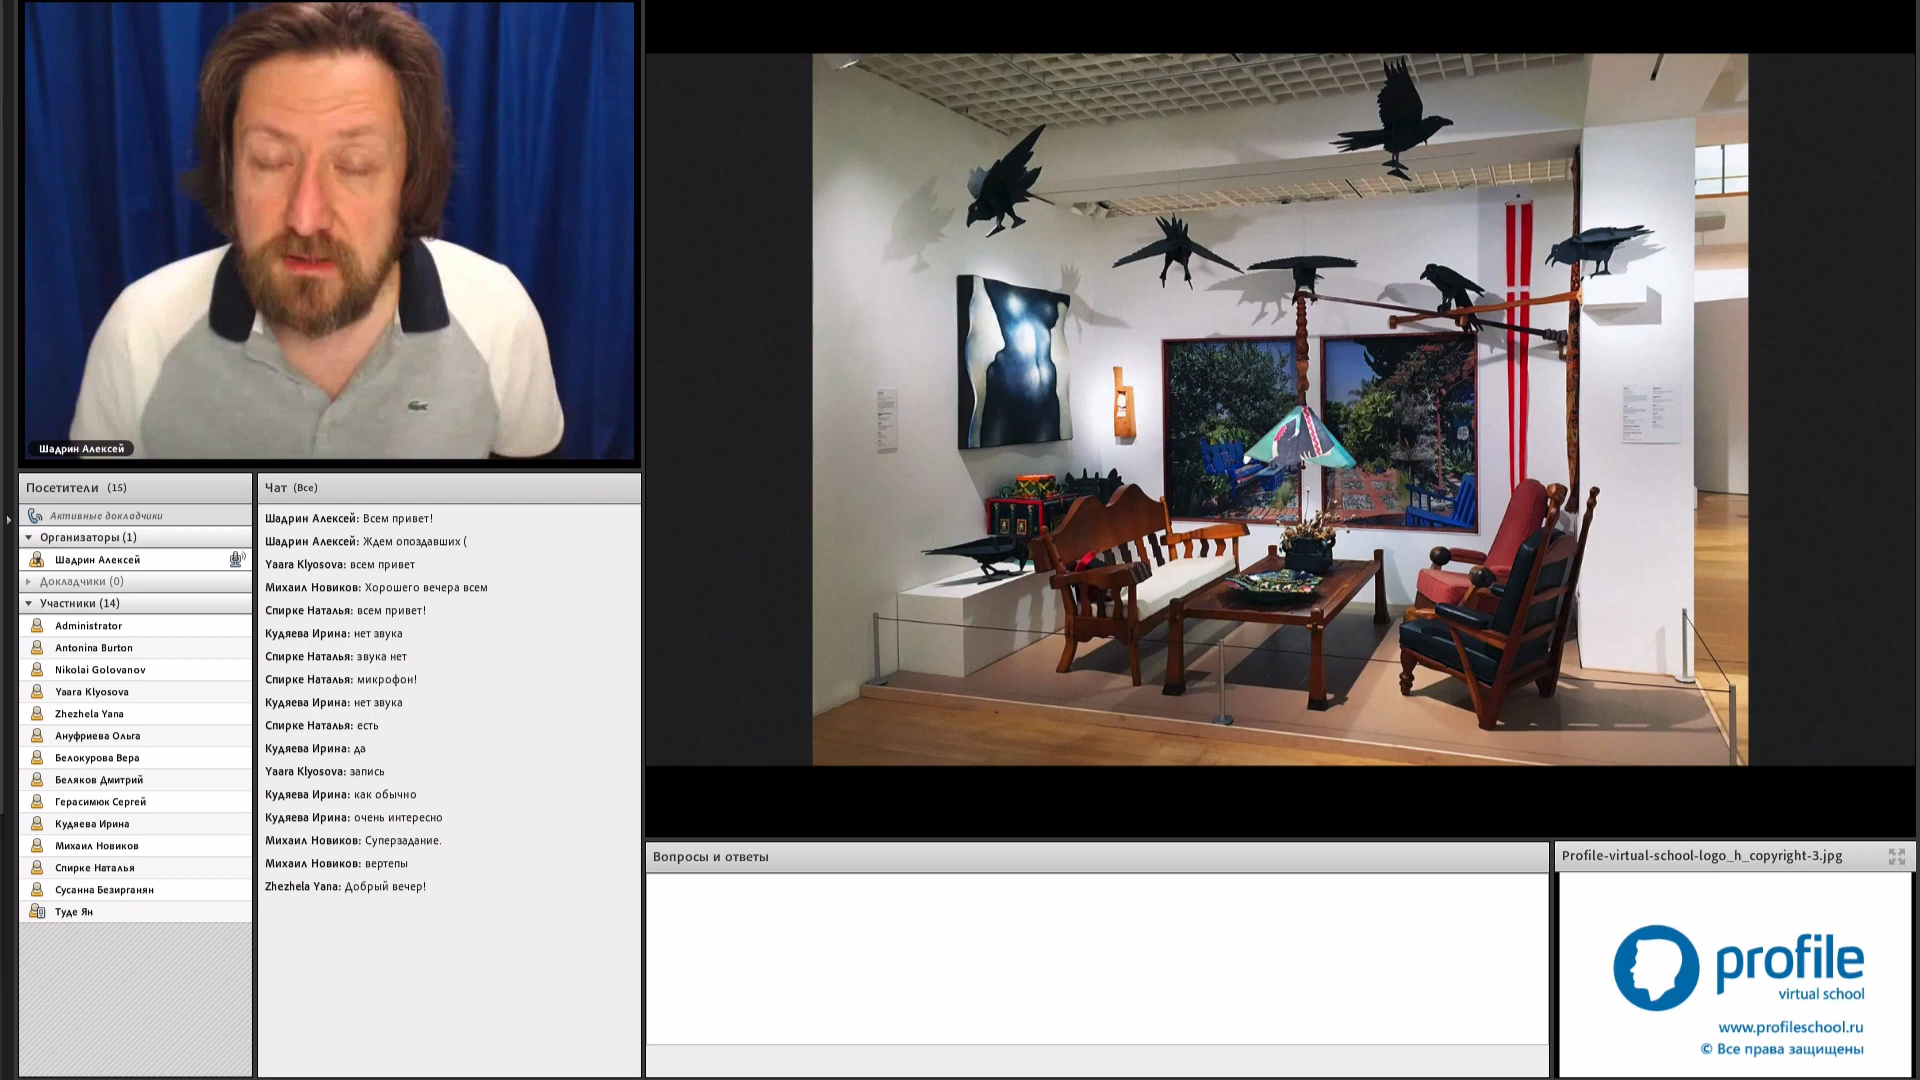 Шадрин Алексей
Посетители (15)
Активные докладчики
Организаторы (1)
Шадрин Алексей
Докладчики (0)
Участники (14)
Administrator
Antonina Burton
Nikolai Golovanov
Yaara Klyosova
Zhezhela Yana
Ануфриева Ольга
Белокурова Вера
Беляков Дмитрий
Герасимюк Сергей
Кудяева Ирина
Михаил Новиков
Спирке Наталья
Сусанна Безирганян
Туде Ян
Чат (Все)
Шадрин Алексей: Всем привет!
Шадрин Алексей: Ждем опоздавших (
Yaara Klyosova: всем привет
Михаил Новиков: Хорошего вечера всем
Спирке Наталья: всем привет!
Кудяева Ирина: нет звука
Спирке Наталья: звука нет
Спирке Наталья: микрофон!
Кудяева Ирина: нет звука
Спирке Наталья: есть
Кудяева Ирина: да
Yaara Klyosova: запись
Кудяева Ирина: как обычно
Кудяева Ирина: очень интересно
Михаил Новиков: Суперзадание.
Михаил Новиков: вертепы
Zhezhela Yana: Добрый вечер!
Вопросы и ответы
Profile-virtual-school-logo_h_copyright-3.jpg
profile
virtual school
www.profileschool.ru
© Все права защищены